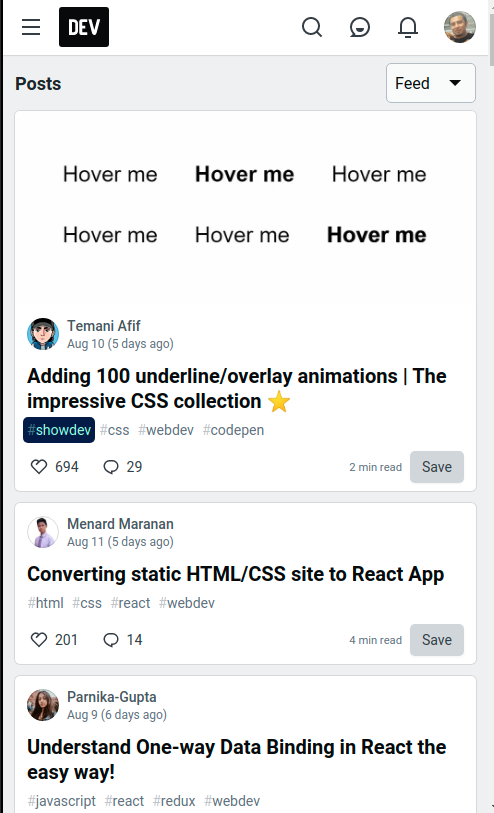 DEV
Posts
Feed
Hover me Hover me Hover me
Hover me Hover me Hover me
Temani Afif
Aug 10 (5 days ago)
Adding 100 underline/overlay animations | The
impressive CSS collection ⭐
#showdev #css #webdev #codepen
694 29 2 min read Save
Menard Maranan
Aug 11 (5 days ago)
Converting static HTML/CSS site to React App
#html #css #react #webdev
201 14 4 min read Save
Parnika-Gupta
Aug 9 (6 days ago)
Understand One-way Data Binding in React the
easy way!
#javascript #react #redux #webdev